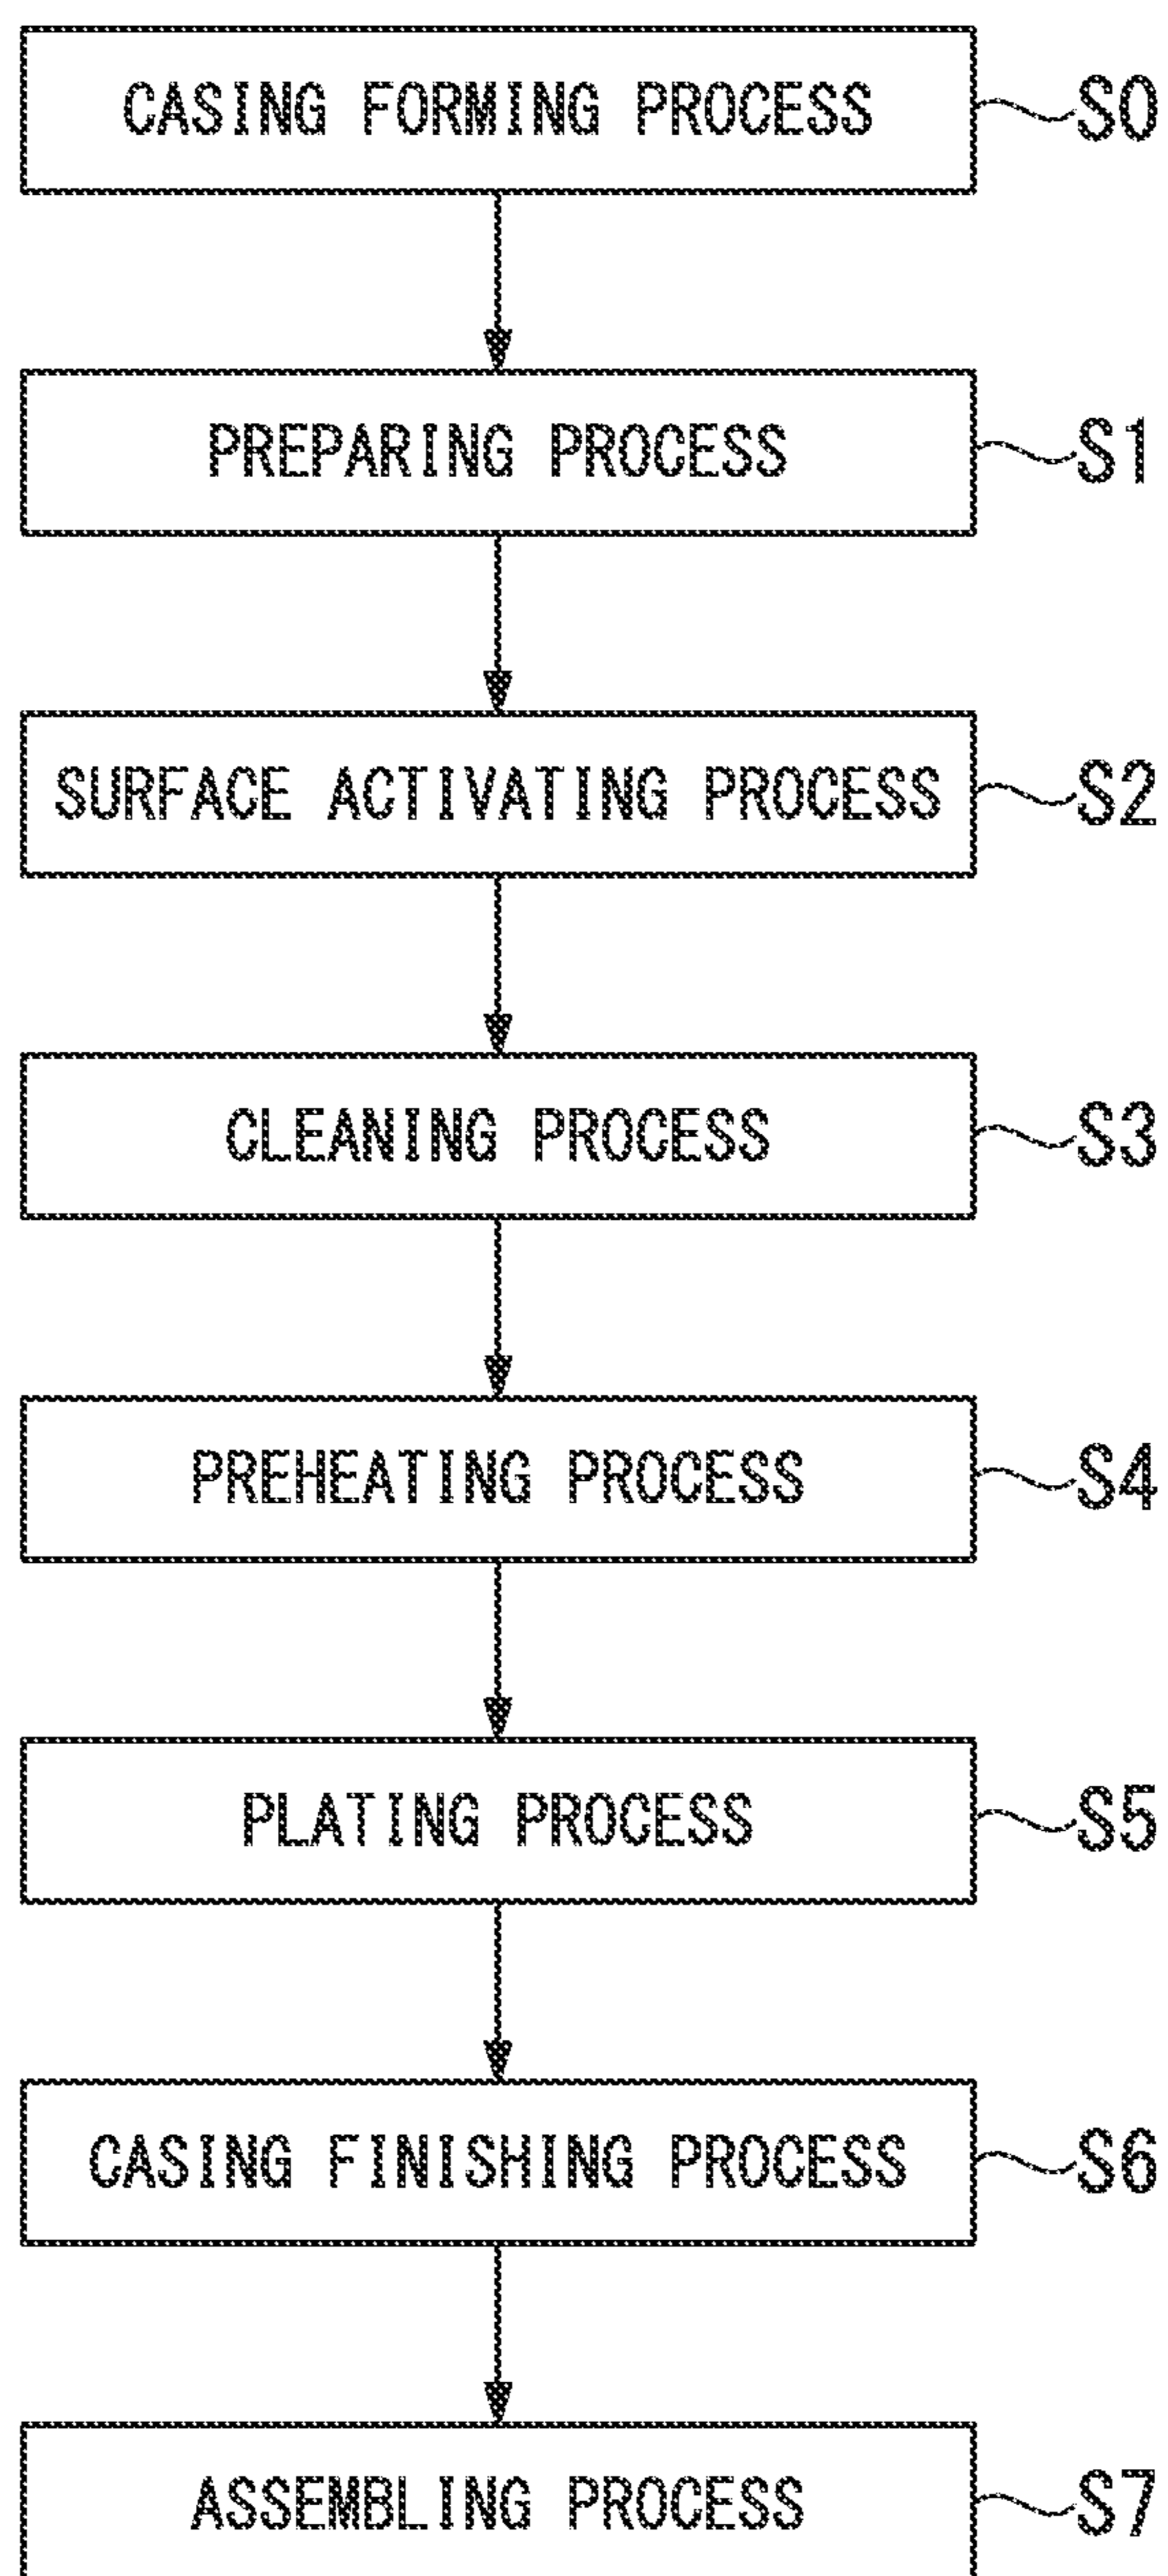 CASING FORMING PROCESS S0
PREPARING PROCESS S1
SURFACE ACTIVATING PROCESS S2
CLEANING PROCESS S3
PREHEATING PROCESS S4
PLATING PROCESS S5
CASING FINISHING PROCESS S6
ASSEMBLING PROCESS S7